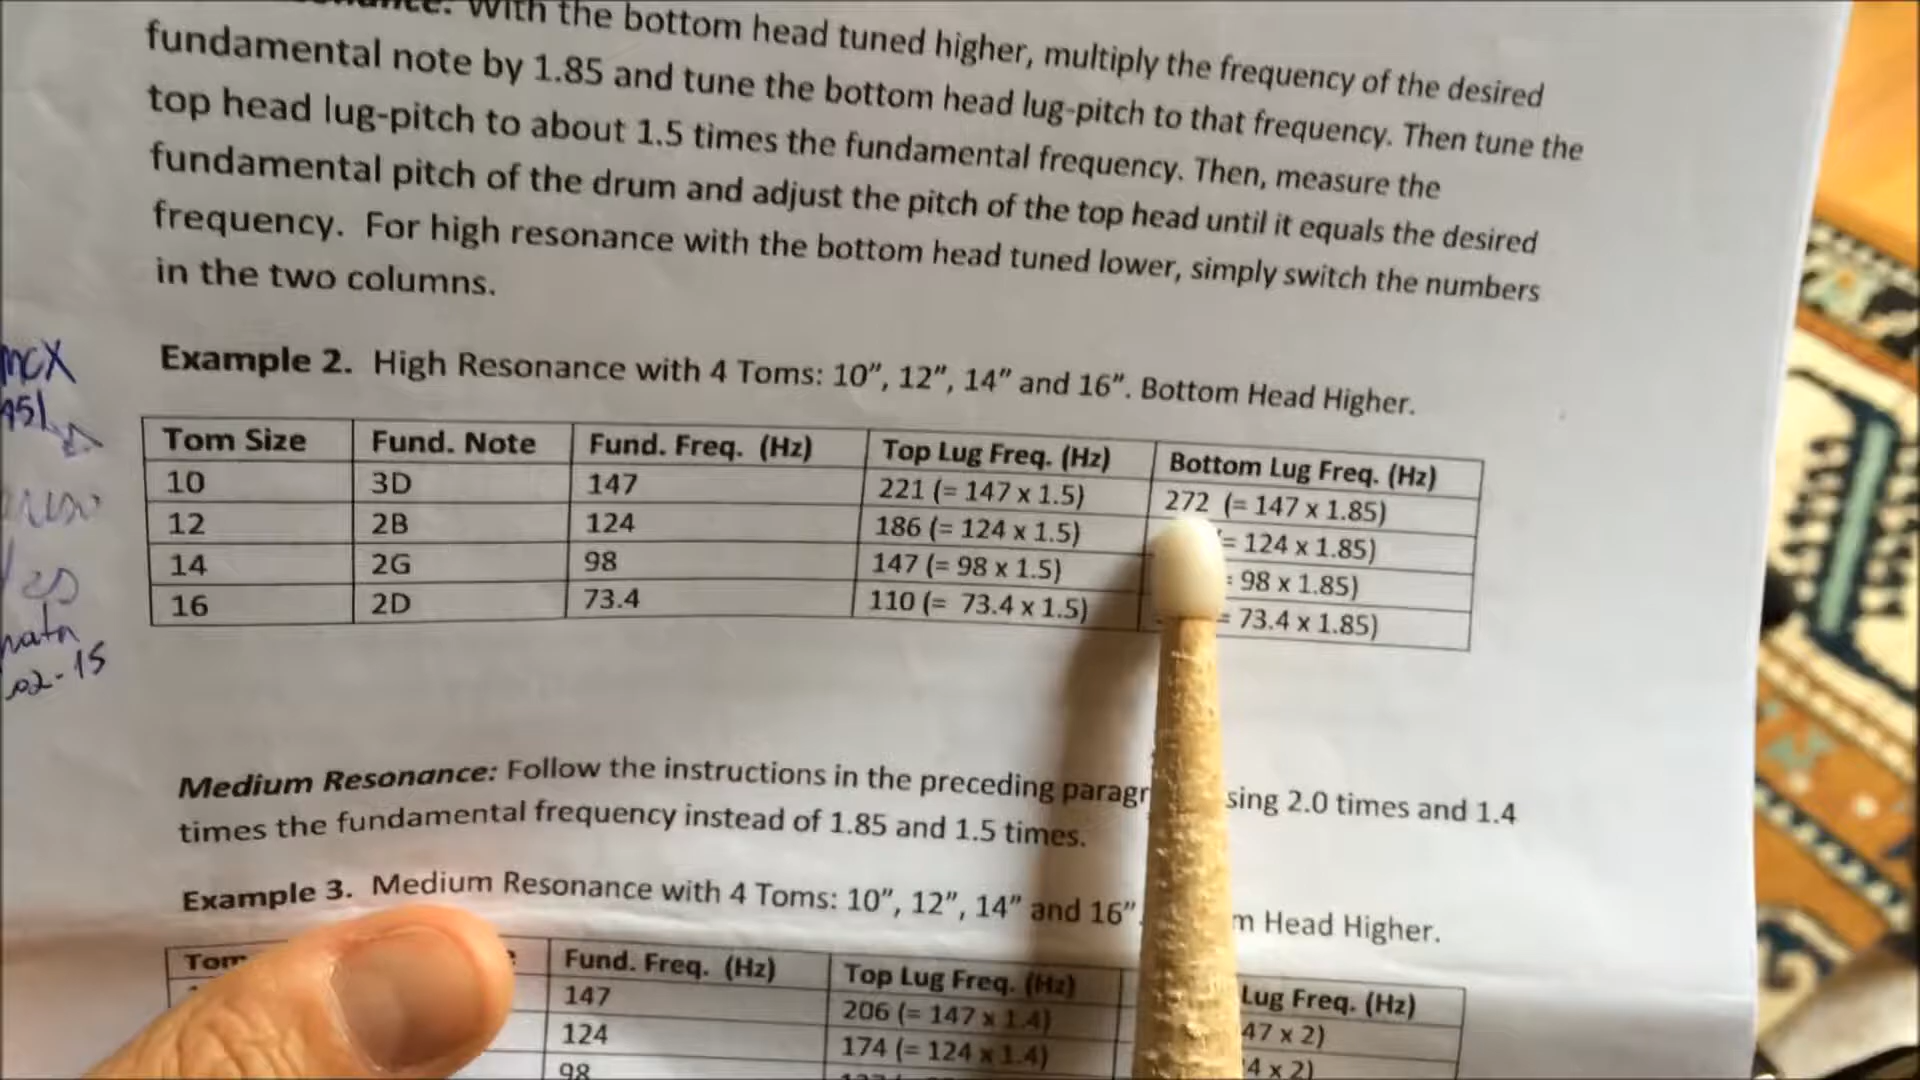 With the bottom head tuned higher, multiply the frequency of the desired
fundamental note by 1.85 and tune the bottom head lug-pitch to that frequency. Then tune the
top head lug-pitch to about 1.5 times the fundamental frequency. Then, measure the
fundamental pitch of the drum and adjust the pitch of the top head until it equals the desired
frequency. For high resonance with the bottom head tuned lower, simply switch the numbers
in the two columns.
Example 2. High Resonance with 4 Toms: 10”, 12”, 14” and 16”. Bottom Head Higher.
Tom Size Fund. Note Fund. Freq. (Hz) Top Lug Freq. (Hz) Bottom Lug Freq. (Hz)
10 3D 147 221 (= 147 x 1.5) 272 (= 147 x 1.85)
12 2B 124 186 (= 124 x 1.5) = 124 x 1.85)
14 2G 98 147 (= 98 x 1.5) = 98 x 1.85)
16 2D 73.4 110 (= 73.4 x 1.5) = 73.4 x 1.85)
Medium Resonance: Follow the instructions in the preceding 2.0 times and 1.4
times the fundamental frequency instead of 1.85 and 1.5 times.
Example 3. Medium Resonance with 4 Toms: 10”, 12”, 14” and 16” Head Higher.
Tom Fund. Freq. (Hz) Top Lug Freq. (Hz) Lug Freq. (Hz)
147 206 (= 147 x 1.4) 47 x 2)
124 174 (= 124 x 1.4) 4 x 2)
98